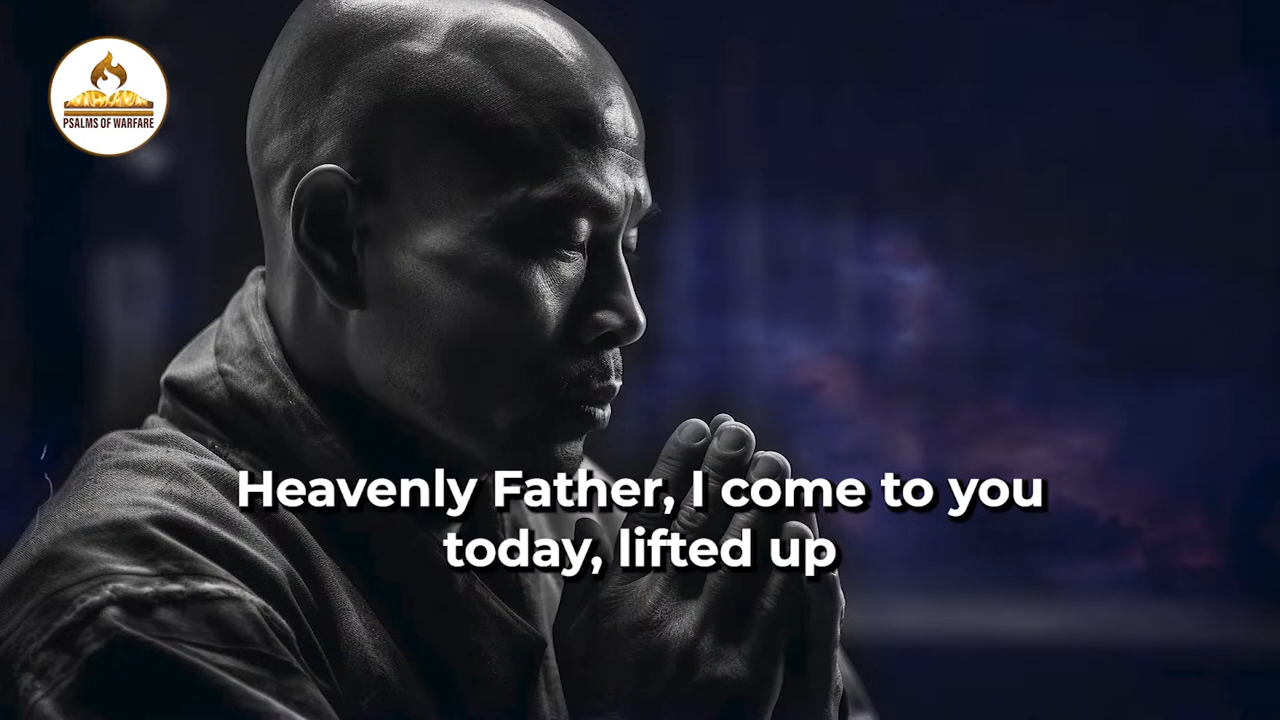 PSALMS OF WARFARE
Heavenly Father, I come to you
today, lifted up